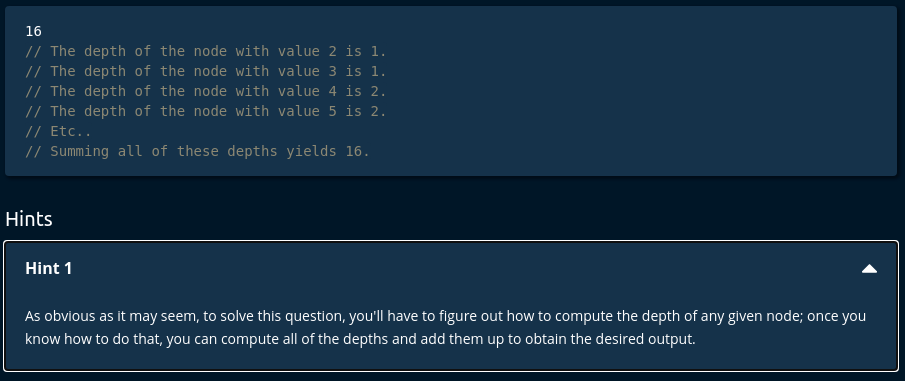 16
// The depth of the node with value 2 is 1.
// The depth of the node with value 3 is 1.
// The depth of the node with value 4 is 2.
// The depth of the node with value 5 is 2.
// Etc..
// Summing all of these depths yields 16.
Hints
Hint 1
As obvious as it may seem, to solve this question, you'll have to figure out how to compute the depth of any given node; once you
know how to do that, you can compute all of the depths and add them up to obtain the desired output.